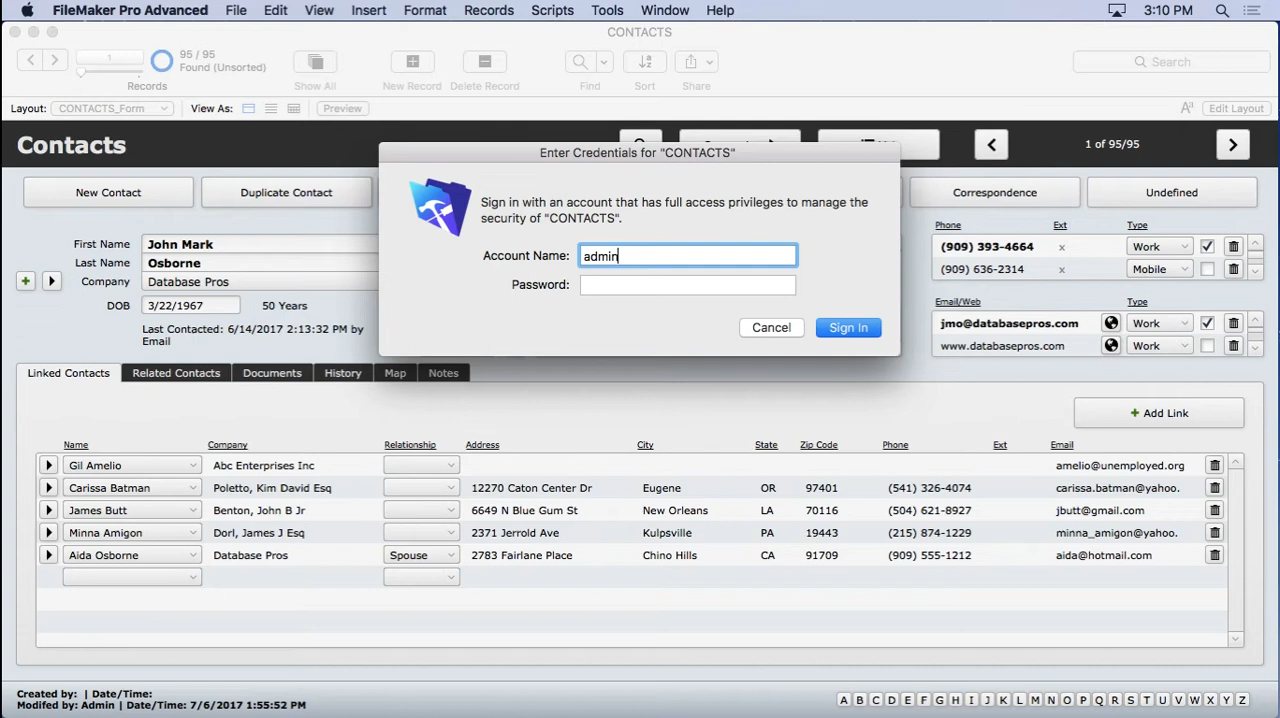 FileMaker Pro Advanced File Edit View Insert Format Records Scripts Tools Window Help 3:10 PM
CONTACTS
1
95 / 95
Found (Unsorted)
Search
Records
Show All
New Record
Delete Record
Find
Sort
Share
Layout: CONTACTS_Form View As: Preview Edit Layout
Contacts
1 of 95/95
New Contact
Duplicate Contact
Correspondence
Undefined
Enter Credentials for "CONTACTS"
Sign in with an account that has full access privileges to manage the
security of "CONTACTS".
Account Name: admin
Password:
Cancel
Sign In
First Name John Mark
Last Name Osborne
Company Database Pros
DOB 3/22/1967 50 Years
Last Contacted: 6/14/2017 2:13:32 PM by
Email
Phone Ext Type
(909) 393-4664 x Work
(909) 636-2314 x Mobile
Email/Web Type
jmo@databasepros.com Work
www.databasepros.com Work
Linked Contacts Related Contacts Documents History Map Notes
+ Add Link
Name Company Relationship Address City State Zip Code Phone Ext Email
Gil Amelio Abc Enterprises Inc amelio@unemployed.org
Carissa Batman Poletto, Kim David Esq 12270 Caton Center Dr Eugene OR 97401 (541) 326-4074 carissa.batman@yahoo.
James Butt Benton, John B Jr 6649 N Blue Gum St New Orleans LA 70116 (504) 621-8927 jbutt@gmail.com
Minna Amigon Dorl, James J Esq 2371 Jerrold Ave Kulpsville PA 19443 (215) 874-1229 minna_amigon@yahoo.
Aida Osborne Database Pros Spouse 2783 Fairlane Place Chino Hills CA 91709 (909) 555-1212 aida@hotmail.com
Created by: | Date/Time:
Modifed by: Admin | Date/Time: 7/6/2017 1:55:52 PM
A B C D E F G H I J K L M N O P Q R S T U V W X Y Z